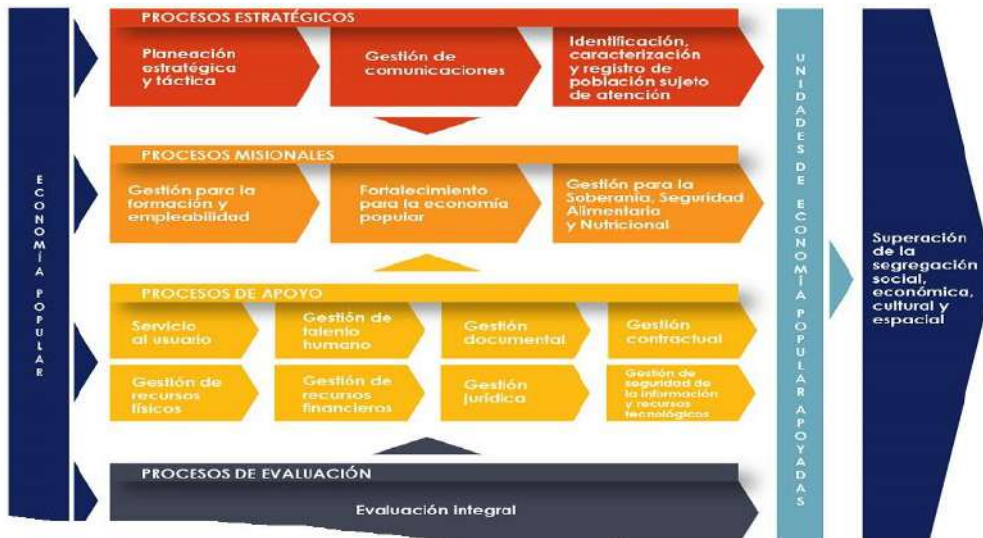 ECONOMÍA POPULAR
PROCESOS ESTRATÉGICOS
Planeación
estratégica
y táctica
Gestión de
comunicaciones
Identificación,
caracterización
y registro de
población sujeto
de atención
PROCESOS MISIONALES
Gestión para la
formación y
empleabilidad
Fortalecimiento
para la economía
popular
Gestión para la
Soberanía, Seguridad
Alimentaria
y Nutricional
PROCESOS DE APOYO
Servicio
al usuario
Gestión de
talento
humano
Gestión
documental
Gestión
contractual
Gestión de
recursos
físicos
Gestión de
recursos
financieros
Gestión
jurídica
Gestión de
seguridad de
la información
y recursos
tecnológicos
PROCESOS DE EVALUACIÓN
Evaluación integral
UNIDADES DE ECONOMÍA POPULAR APOYADAS
Superación
de la
segregación
social,
económica,
cultural y
espacial